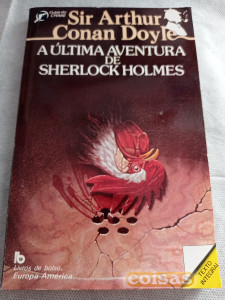 Sir Arthur
Conan Doyle
A ÚLTIMA AVENTURA
DE
SHERLOCK HOLMES
Livros de bolso
Europa-América
TEXTO
INTEGRAL
coisas